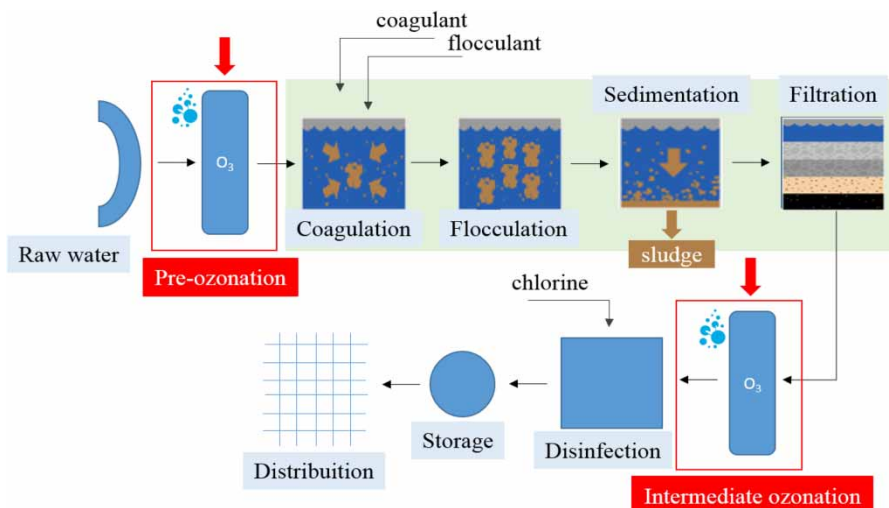 coagulant
flocculant
Sedimentation
Filtration
O3
Coagulation
Flocculation
Raw water
sludge
Pre-ozonation
chlorine
O3
Storage
Disinfection
Distribuition
Intermediate ozonation